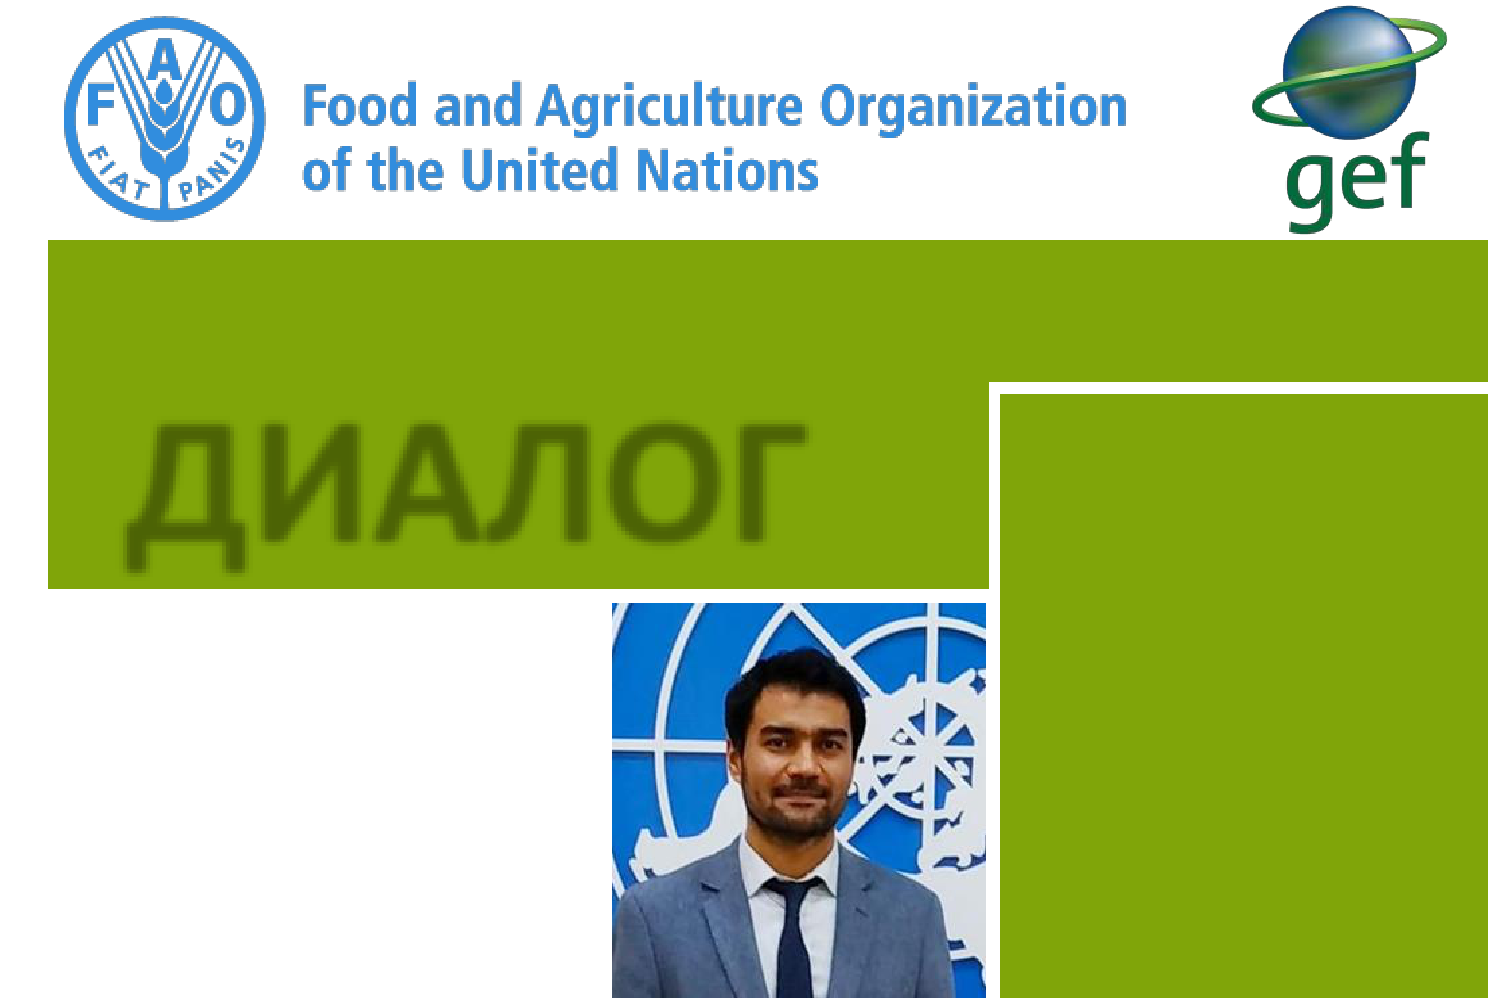 FAO
FIAT PANIS
Food and Agriculture Organization
of the United Nations
gef
ДИАЛОГ